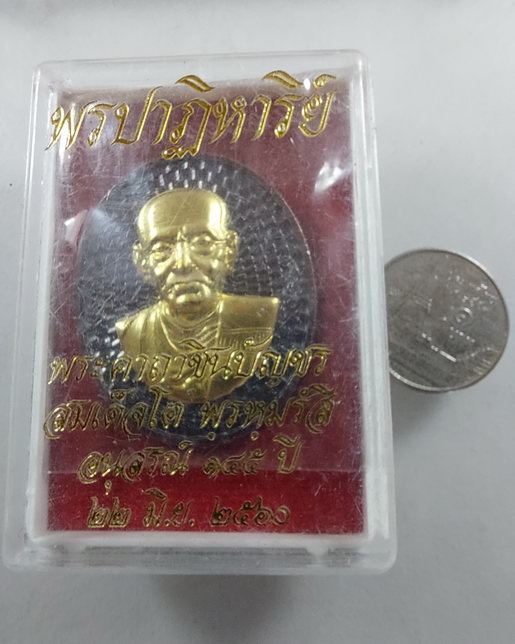 พรปาฏิหาริย์
พระคาถาชินบัญชร
สมเด็จโต พรหมรังสี
อนุสรณ์ ๑๔๕ ปี
๒๒ มิ.ย. ๒๕๖๐